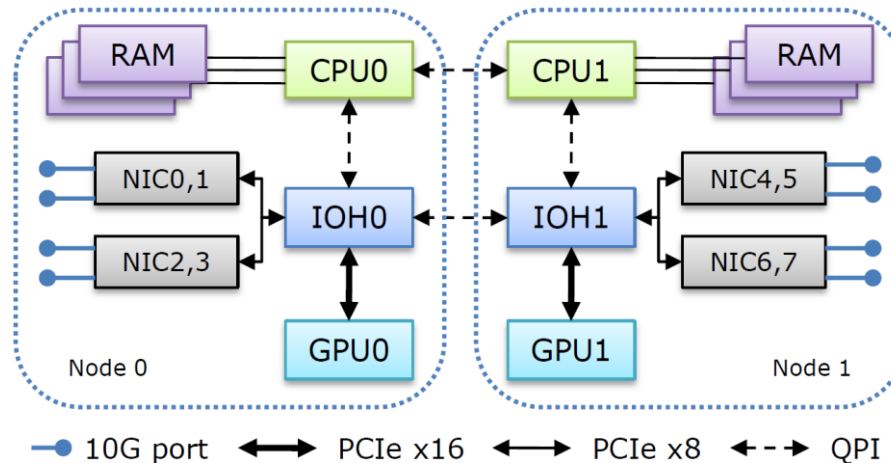 RAM
CPU0
CPU1
RAM
NIC0,1
NIC4,5
IOH0
IOH1
NIC2,3
NIC6,7
GPU0
GPU1
Node 0
Node 1
10G port
PCIe x16
PCIe x8
QPI